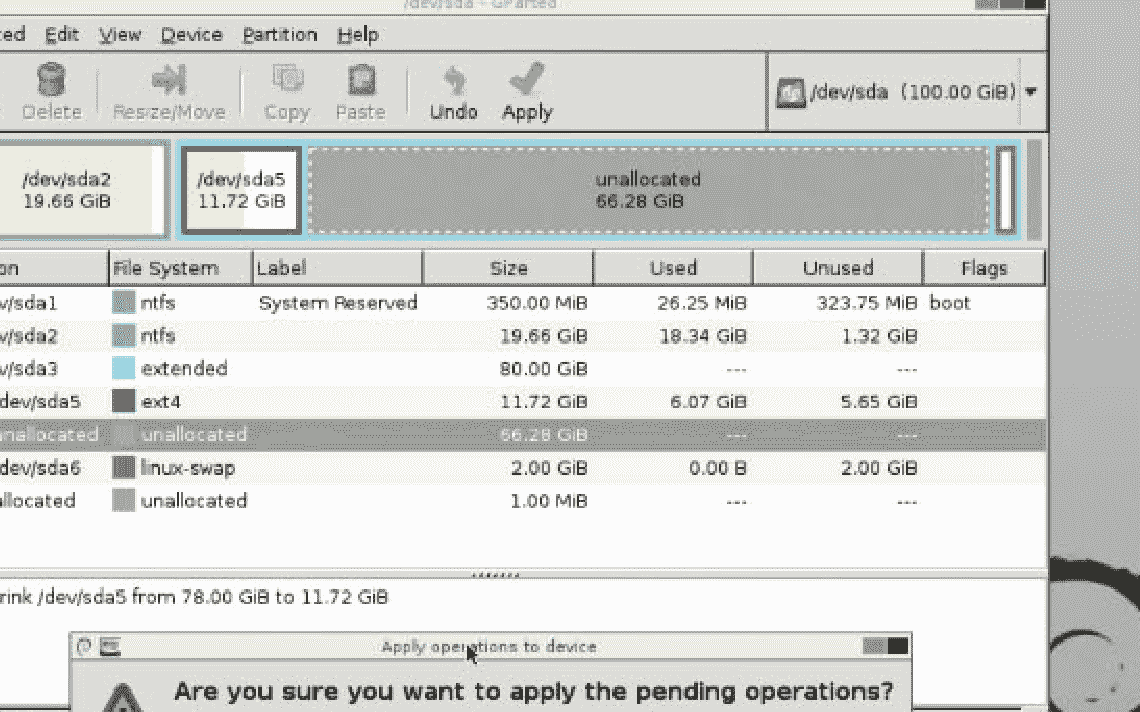 /dev/sda - GParted
ted Edit View Device Partition Help
Delete Resize/Move Copy Paste Undo Apply /dev/sda (100.00 GiB)
/dev/sda2 /dev/sda5 unallocated
19.66 GiB 11.72 GiB 66.28 GiB
on File System Label Size Used Unused Flags
v/sda1 ntfs System Reserved 350.00 MiB 26.25 MiB 323.75 MiB boot
v/sda2 ntfs 19.66 GiB 18.34 GiB 1.32 GiB
v/sda3 extended 80.00 GiB --- ---
dev/sda5 ext4 11.72 GiB 6.07 GiB 5.65 GiB
unallocated unallocated 66.28 GiB --- ---
dev/sda6 linux-swap 2.00 GiB 0.00 B 2.00 GiB
allocated unallocated 1.00 MiB --- ---
rink /dev/sda5 from 78.00 GiB to 11.72 GiB
Apply operations to device
Are you sure you want to apply the pending operations?